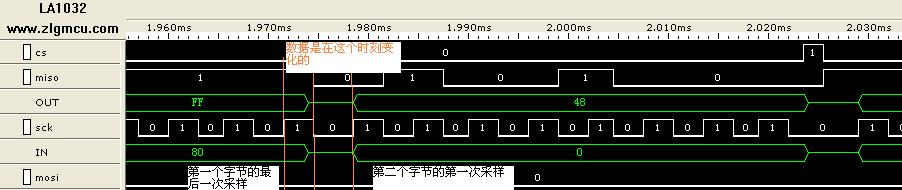 LA1032
www.zlgmcu.com
1.960ms 1.970ms 1.980ms 1.990ms 2.000ms 2.010ms 2.020ms 2.030ms
数据是在这个时刻变
化的
cs 0 1
miso 1 0 1 0 1 0
OUT FF 48
sck 0 1 0 1 0 1 0 1 0 1 0 1 0 1 0 1 0 1 0 1 0 1 0 1
IN 80 0
第一个字节的最
后一次采样
第二个字节的第一次采样
mosi 0